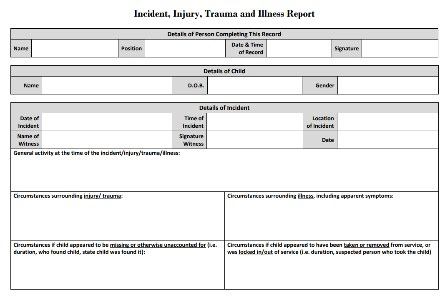 Incident, Injury, Trauma and Illness Report
Details of Person Completing This Record
Name
Position
Date & Time
of Record
Signature
Details of Child
Name
D.O.B.
Gender
Details of Incident
Date of
Incident
Time of
Incident
Location
of Incident
Name of
Witness
Signature
Witness
Date
General activity at the time of the incident/injury/trauma/illness:
Circumstances surrounding injury/ trauma:
Circumstances surrounding illness, including apparent symptoms:
Circumstances if child appeared to be missing or otherwise unaccounted for (i.e.
duration, who found child, state child was found it):
Circumstances if child appeared to have been taken or removed from service, or
was locked in/out of service (i.e. duration, suspected person who took the child)